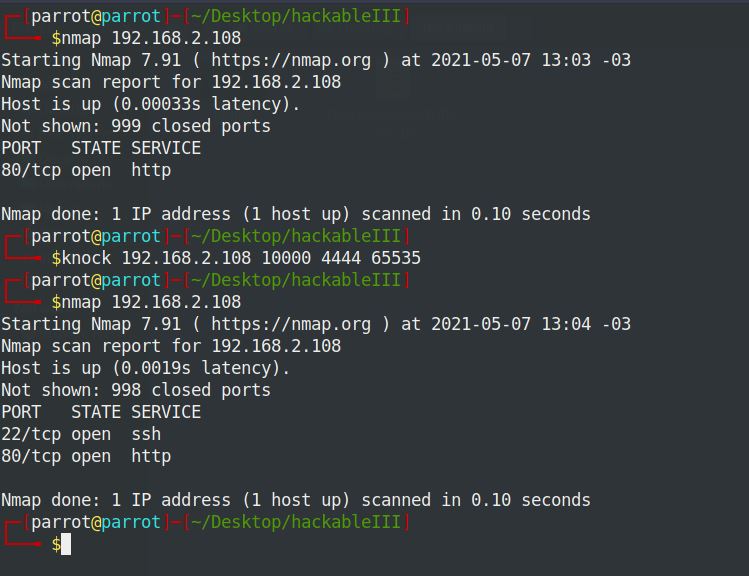 ┌─[parrot@parrot]─[~/Desktop/hackableIII]
└──╼ $nmap 192.168.2.108
Starting Nmap 7.91 ( https://nmap.org ) at 2021-05-07 13:03 -03
Nmap scan report for 192.168.2.108
Host is up (0.00033s latency).
Not shown: 999 closed ports
PORT   STATE SERVICE
80/tcp open  http

Nmap done: 1 IP address (1 host up) scanned in 0.10 seconds
┌─[parrot@parrot]─[~/Desktop/hackableIII]
└──╼ $knock 192.168.2.108 10000 4444 65535
┌─[parrot@parrot]─[~/Desktop/hackableIII]
└──╼ $nmap 192.168.2.108
Starting Nmap 7.91 ( https://nmap.org ) at 2021-05-07 13:04 -03
Nmap scan report for 192.168.2.108
Host is up (0.0019s latency).
Not shown: 998 closed ports
PORT   STATE SERVICE
22/tcp open  ssh
80/tcp open  http

Nmap done: 1 IP address (1 host up) scanned in 0.10 seconds
┌─[parrot@parrot]─[~/Desktop/hackableIII]
└──╼ $